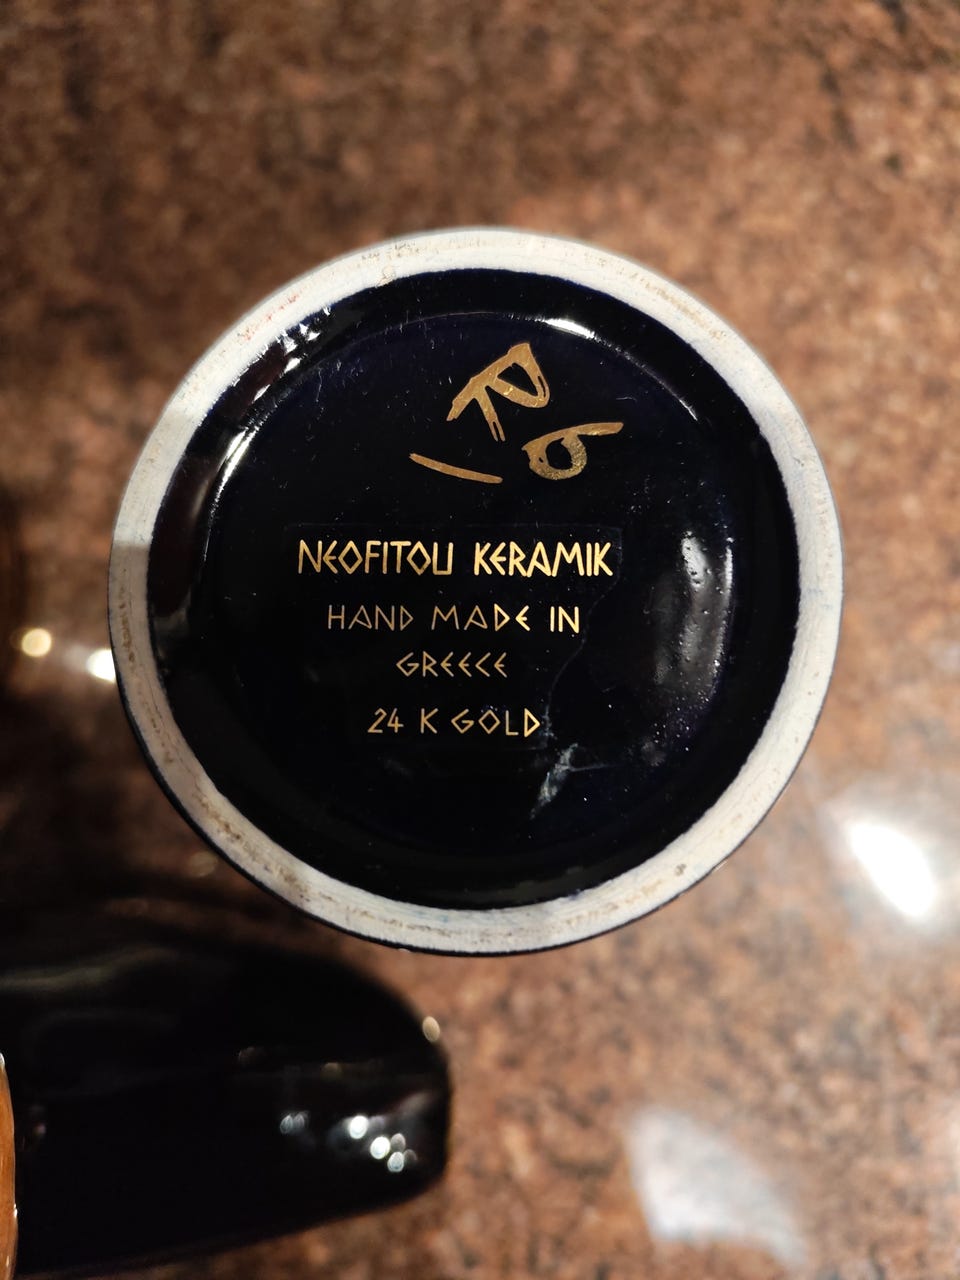 NEOFITOU KERAMIK
HAND MADE IN
GREECE
24 K GOLD